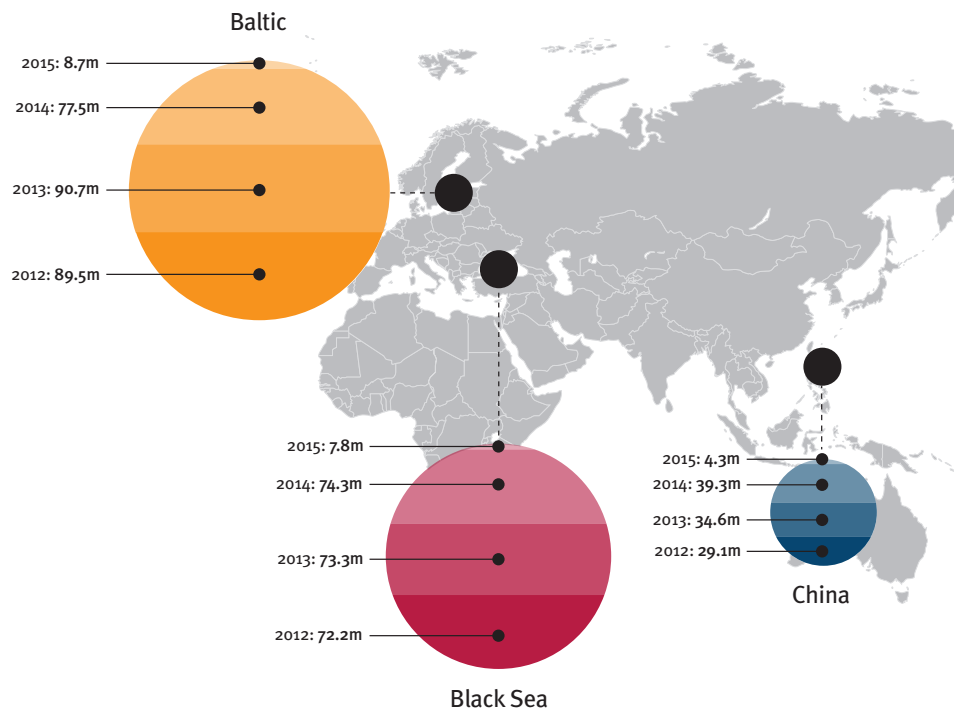 Baltic
2015: 8.7m
2014: 77.5m
2013: 90.7m
2012: 89.5m
2015: 7.8m
2014: 74.3m
2013: 73.3m
2012: 72.2m
Black Sea
2015: 4.3m
2014: 39.3m
2013: 34.6m
2012: 29.1m
China